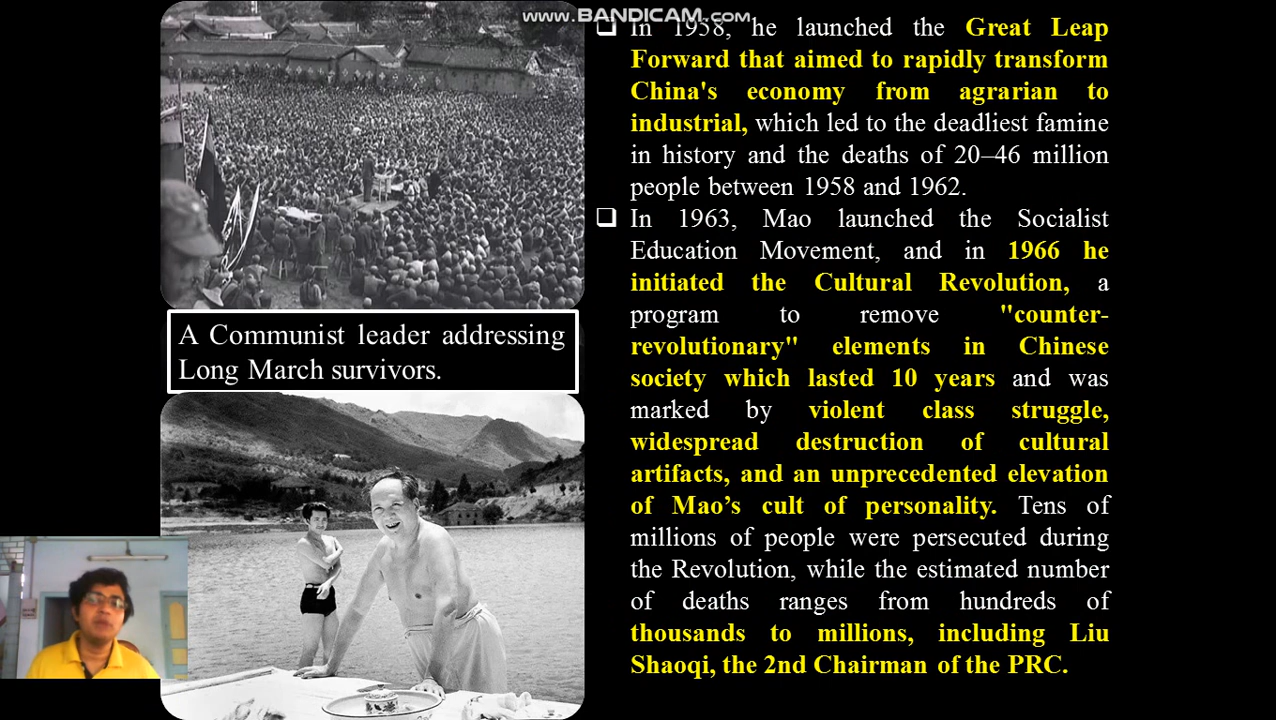 www.BANDICAM.com
❑ In 1958, he launched the Great Leap
Forward that aimed to rapidly transform
China's economy from agrarian to
industrial, which led to the deadliest famine
in history and the deaths of 20–46 million
people between 1958 and 1962.
❑ In 1963, Mao launched the Socialist
Education Movement, and in 1966 he
initiated the Cultural Revolution, a
program to remove "counter-
revolutionary" elements in Chinese
society which lasted 10 years and was
marked by violent class struggle,
widespread destruction of cultural
artifacts, and an unprecedented elevation
of Mao’s cult of personality. Tens of
millions of people were persecuted during
the Revolution, while the estimated number
of deaths ranges from hundreds of
thousands to millions, including Liu
Shaoqi, the 2nd Chairman of the PRC.
A Communist leader addressing
Long March survivors.